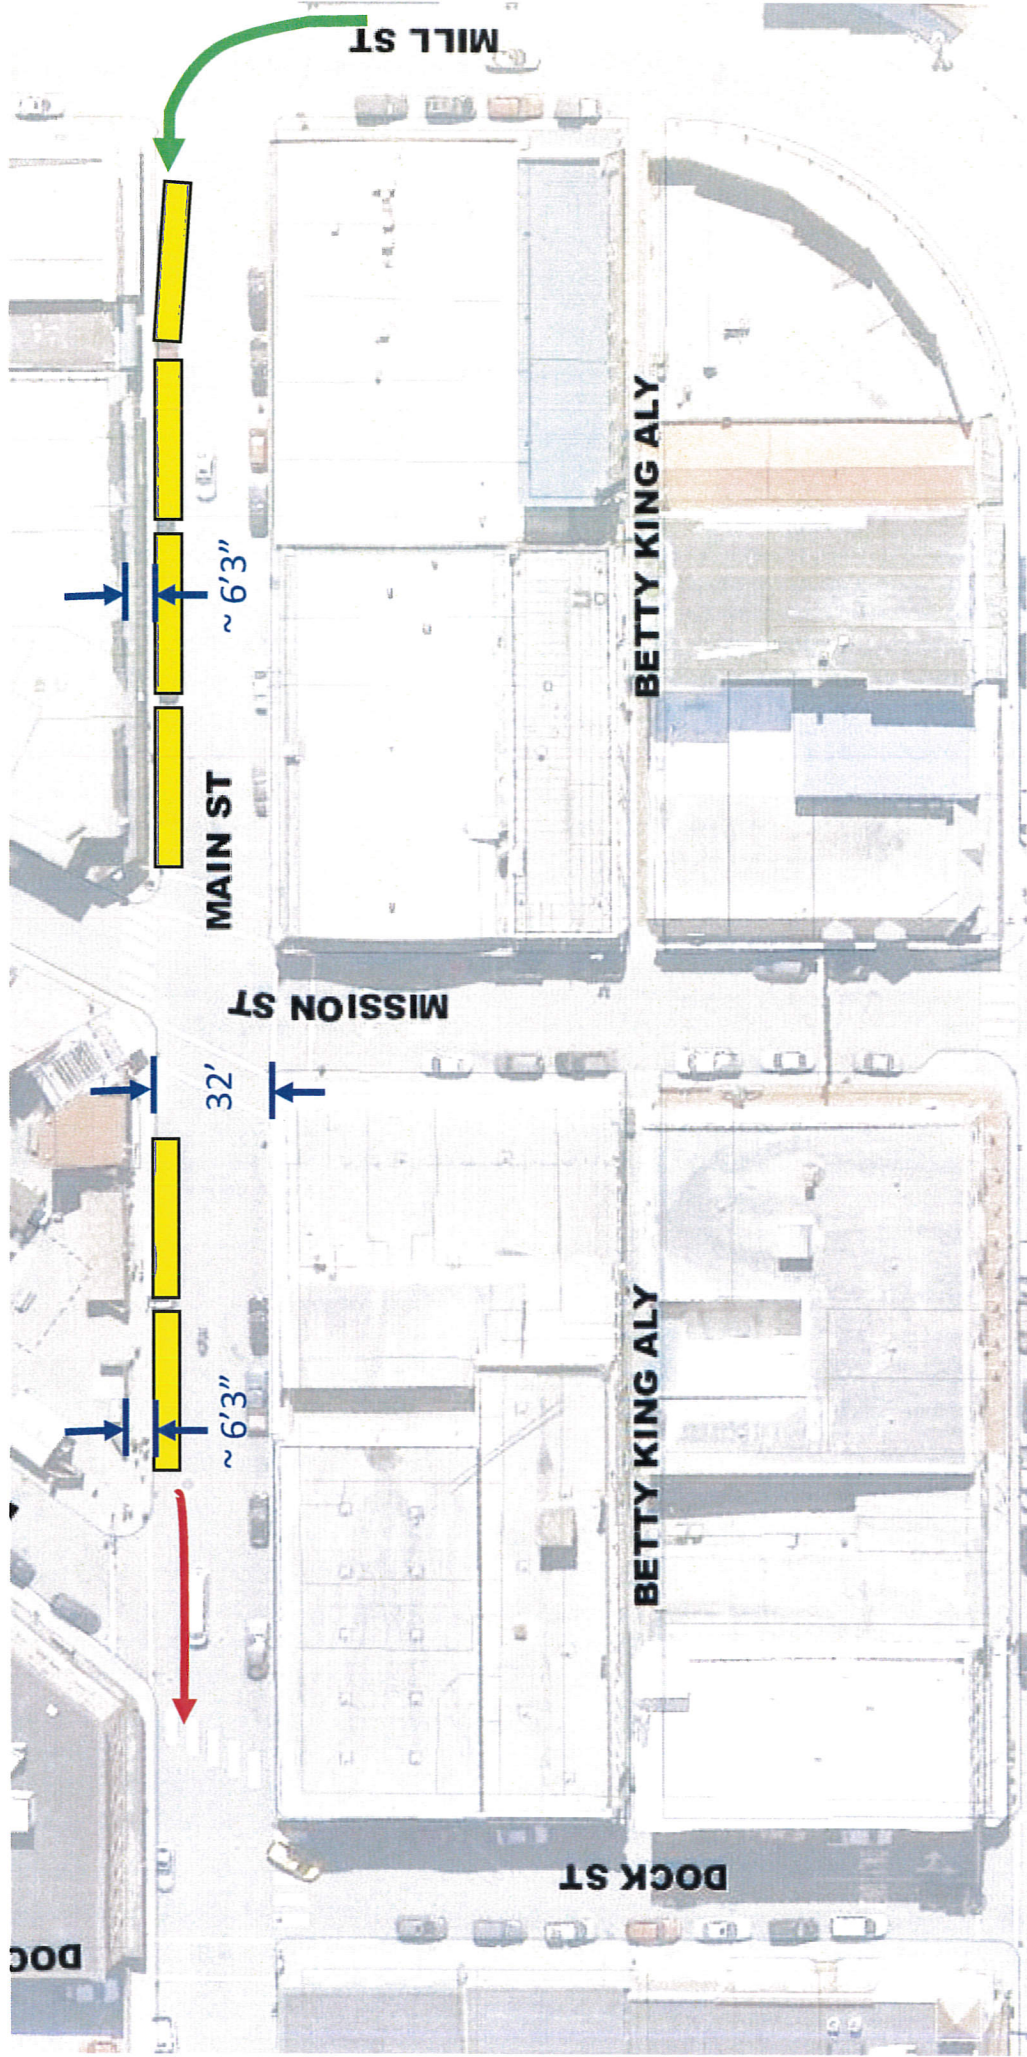 MILL ST
~ 6'3"
BETTY KING ALY
MAIN ST
MISSION ST
32'
~ 6'3"
BETTY KING ALY
DOCK ST
DOC